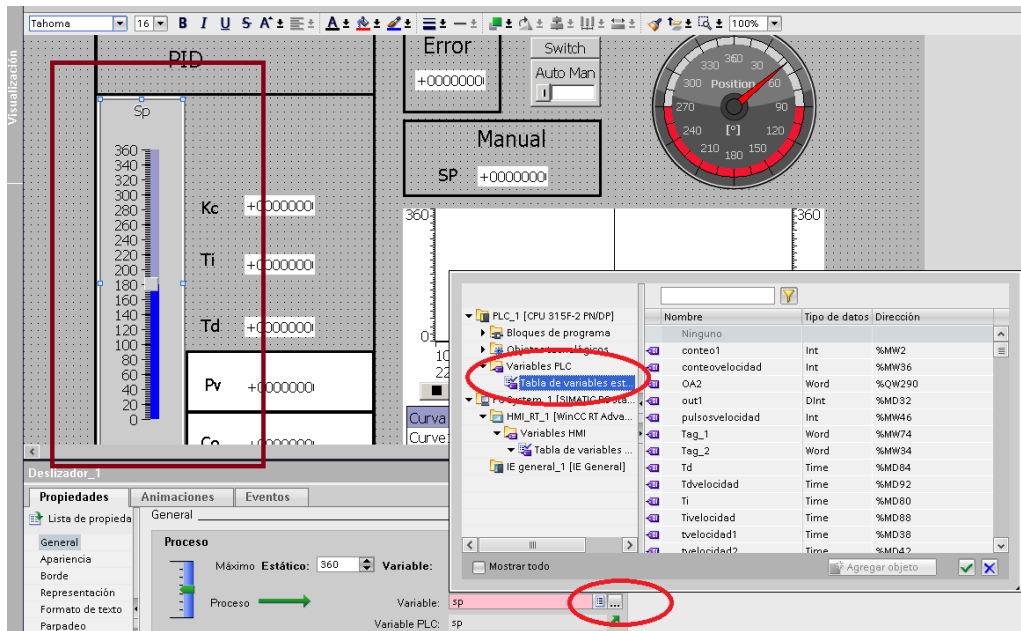 Tahoma 16 B I U S A 100%
Visualización
PID
Sp
360
340
320
300
280
260
240
220
200
180
160
140
120
100
80
60
40
20
0
Kc +0000000
Ti +0000000
Td +0000000
Pv +0000000
Error
+0000000
Switch
Auto Man
Manual
SP +0000000
330 360 30
300 Position 60
270 90
240 [°] 120
210 180 150
360 360
0
10
22
Curva
Curve
PLC_1 [CPU 315F-2 PN/DP]
Bloques de programa
Variables PLC
Tabla de variables est...
HMI_RT_1 [WinCC RT Adva...
Variables HMI
Tabla de variables ...
IE general_1 [IE General]
Nombre Tipo de datos Dirección
Ninguno
conteo1 Int %MW2
conteovelocidad Int %MW36
OA2 Word %QW290
out1 DInt %MD32
pulsosvelocidad Int %MW46
Tag_1 Word %MW74
Tag_2 Word %MW34
Td Time %MD84
Tdvelocidad Time %MD92
Ti Time %MD80
Tivelocidad Time %MD88
tvelocidad1 Time %MD38
tvelocidad2 Time %MD42
Mostrar todo
Agregar objeto
Deslizador_1
Propiedades Animaciones Eventos
Lista de propieda
General
Apariencia
Borde
Representación
Formato de texto
Parpadeo
General
Proceso
Máximo Estático: 360 Variable:
Proceso Variable: sp ...
Variable PLC: sp